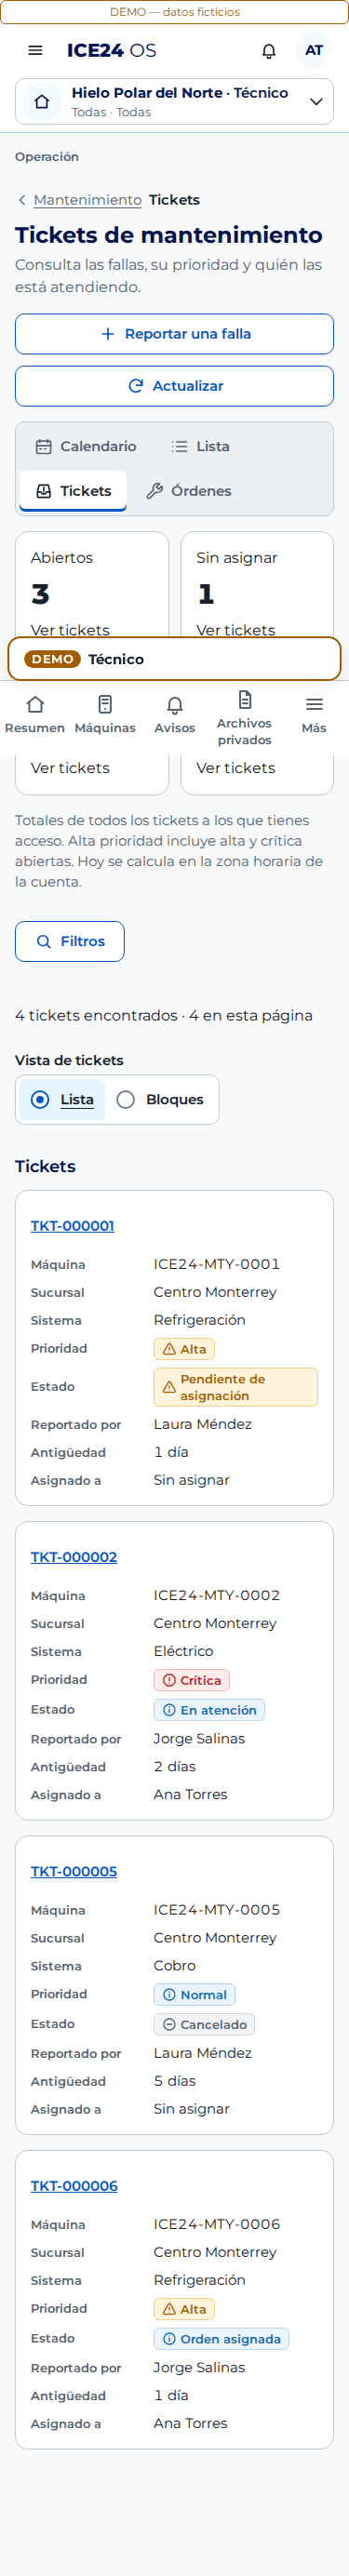 DEMO — datos ficticios
ICE24 OS
AT
Hielo Polar del Norte · Técnico
Todas · Todas
Operación
Mantenimiento Tickets
Tickets de mantenimiento
Consulta las fallas, su prioridad y quién las
está atendiendo.
Reportar una falla
Actualizar
Calendario Lista
Tickets Órdenes
Abiertos Sin asignar
3 1
Ver tickets Ver tickets
DEMO Técnico
Resumen Máquinas Avisos Archivos privados Más
Ver tickets Ver tickets
Totales de todos los tickets a los que tienes
acceso. Alta prioridad incluye alta y crítica
abiertas. Hoy se calcula en la zona horaria de
la cuenta.
Filtros
4 tickets encontrados · 4 en esta página
Vista de tickets
Lista Bloques
Tickets
TKT-000001
Máquina ICE24-MTY-0001
Sucursal Centro Monterrey
Sistema Refrigeración
Prioridad Alta
Estado Pendiente de asignación
Reportado por Laura Méndez
Antigüedad 1 día
Asignado a Sin asignar
TKT-000002
Máquina ICE24-MTY-0002
Sucursal Centro Monterrey
Sistema Eléctrico
Prioridad Crítica
Estado En atención
Reportado por Jorge Salinas
Antigüedad 2 días
Asignado a Ana Torres
TKT-000005
Máquina ICE24-MTY-0005
Sucursal Centro Monterrey
Sistema Cobro
Prioridad Normal
Estado Cancelado
Reportado por Laura Méndez
Antigüedad 5 días
Asignado a Sin asignar
TKT-000006
Máquina ICE24-MTY-0006
Sucursal Centro Monterrey
Sistema Refrigeración
Prioridad Alta
Estado Orden asignada
Reportado por Jorge Salinas
Antigüedad 1 día
Asignado a Ana Torres